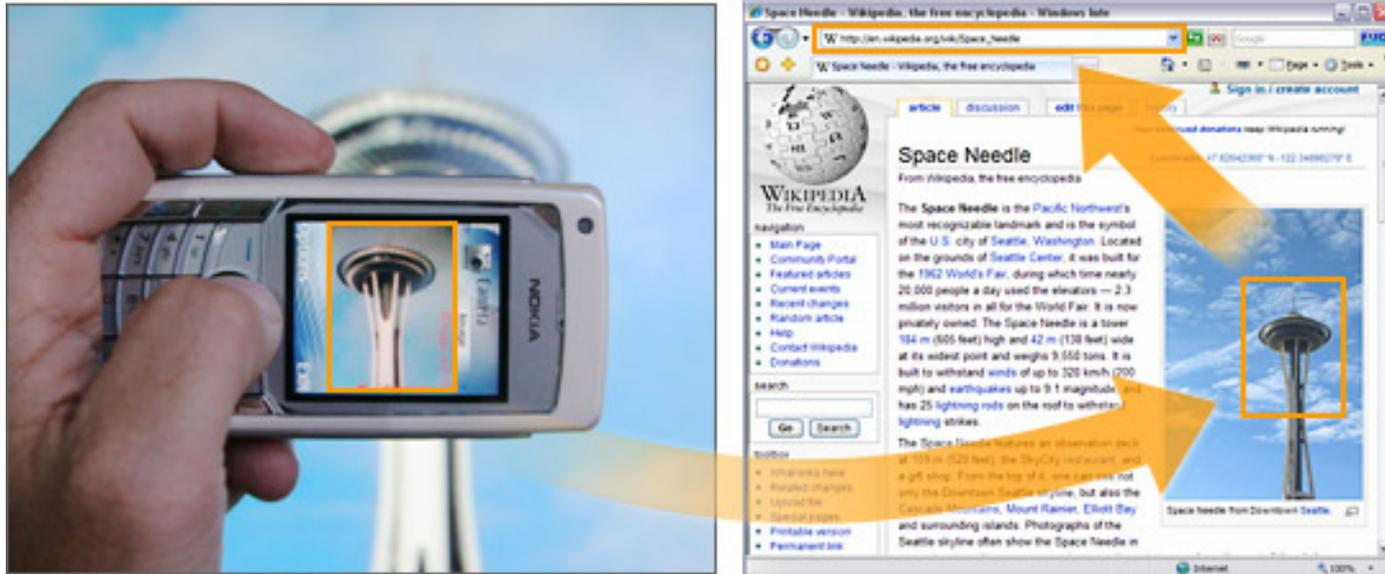 NOKIA
Space Needle - Wikipedia, the free encyclopedia - Windows Inte
http://en.wikipedia.org/wiki/Space_Needle
Google
Space Needle - Wikipedia, the free encyclopedia
Page
Tools
Sign in / create account
article
discussion
edit this page
donations keep Wikipedia running!
Space Needle
From Wikipedia, the free encyclopedia
WIKIPEDIA
The Free Encyclopedia
navigation
Main Page
Community Portal
Featured articles
Current events
Recent changes
Random article
Help
Contact Wikipedia
Donations
search
Go
Search
toolbox
What links here
Related changes
Upload file
Special pages
Printable version
Permanent link
The Space Needle is the Pacific Northwest's
most recognizable landmark and is the symbol
of the U.S. city of Seattle, Washington. Located
on the grounds of Seattle Center, it was built for
the 1962 World's Fair, during which time nearly
20,000 people a day used the elevators — 2.3
million visitors in all for the World Fair. It is now
privately owned. The Space Needle is a tower
184 m (605 feet) high and 42 m (138 feet) wide
at its widest point and weighs 9,550 tons. It is
built to withstand winds of up to 320 km/h (200
mph) and earthquakes up to 9.1 magnitude, and
has 25 lightning rods on the roof to withstand
lightning strikes.
The Space Needle features an observation deck
at 159 m (520 feet), the SkyCity restaurant, and
a gift shop. From the top of it, one can see not
only the Downtown Seattle skyline, but also the
Cascade Mountains, Mount Rainier, Elliott Bay
and surrounding islands. Photographs of the
Seattle skyline often show the Space Needle in
Space Needle from Downtown Seattle.
Internet
100%